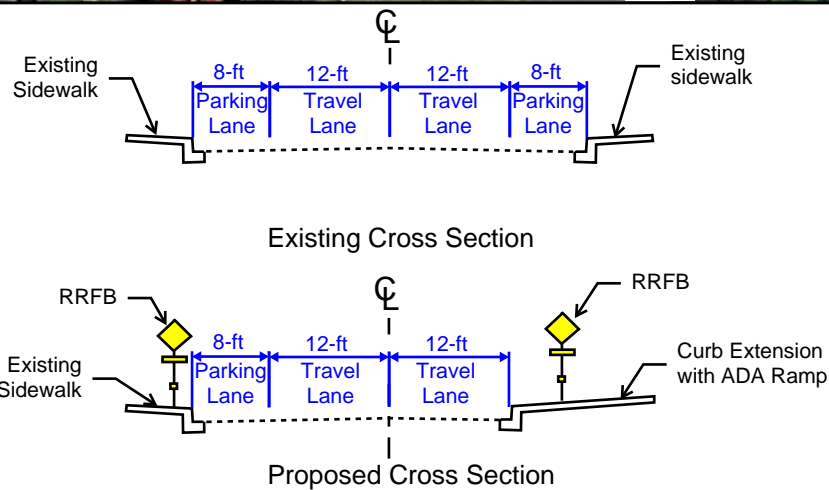 ℄
8-ft 12-ft 12-ft 8-ft
Existing
Sidewalk
Parking
Lane
Travel
Lane
Travel
Lane
Parking
Lane
Existing
sidewalk
Existing Cross Section
℄
RRFB
RRFB
8-ft 12-ft 12-ft
Existing
Sidewalk
Parking
Lane
Travel
Lane
Travel
Lane
Curb Extension
with ADA Ramp
Proposed Cross Section